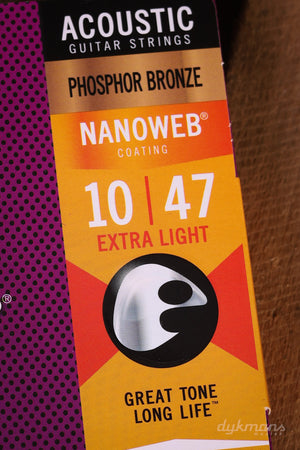 ACOUSTIC
GUITAR STRINGS
PHOSPHOR BRONZE
NANOWEB®
COATING
10 | 47
EXTRA LIGHT
®
GREAT TONE
LONG LIFE™
dykmans